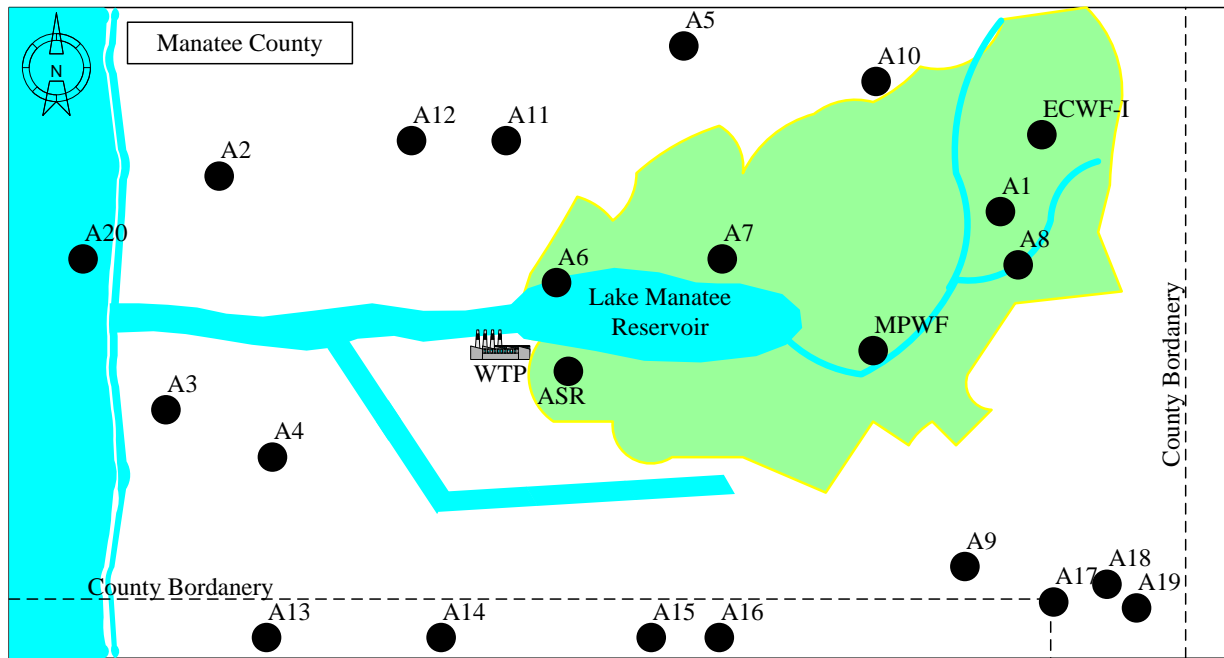 A5
Manatee County
N
A10
ECWF-I
A12
A11
A2
A1
A20
A7
A8
A6
Lake Manatee
Reservoir
MPWF
WTP
ASR
County Bordanery
A3
A4
A9
A18
A17
A19
County Bordanery
A13
A14
A15
A16